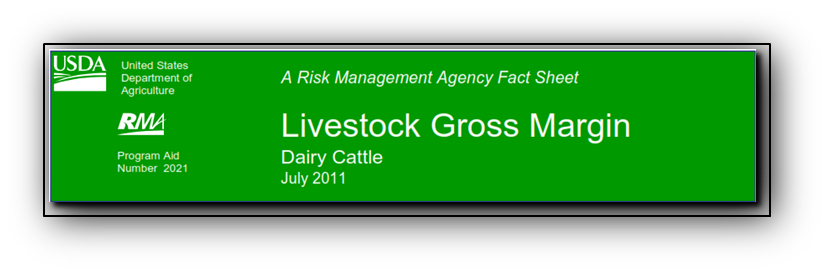 USDA
United States
Department of
Agriculture
A Risk Management Agency Fact Sheet
RMA
Livestock Gross Margin
Program Aid
Number 2021
Dairy Cattle
July 2011